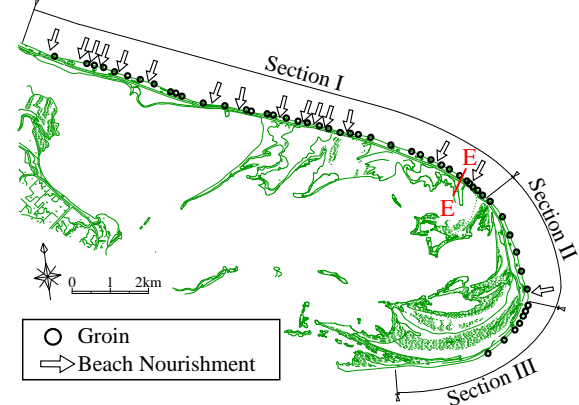 Section I
E
E
Section II
0 1 2km
Groin
Beach Nourishment
Section III